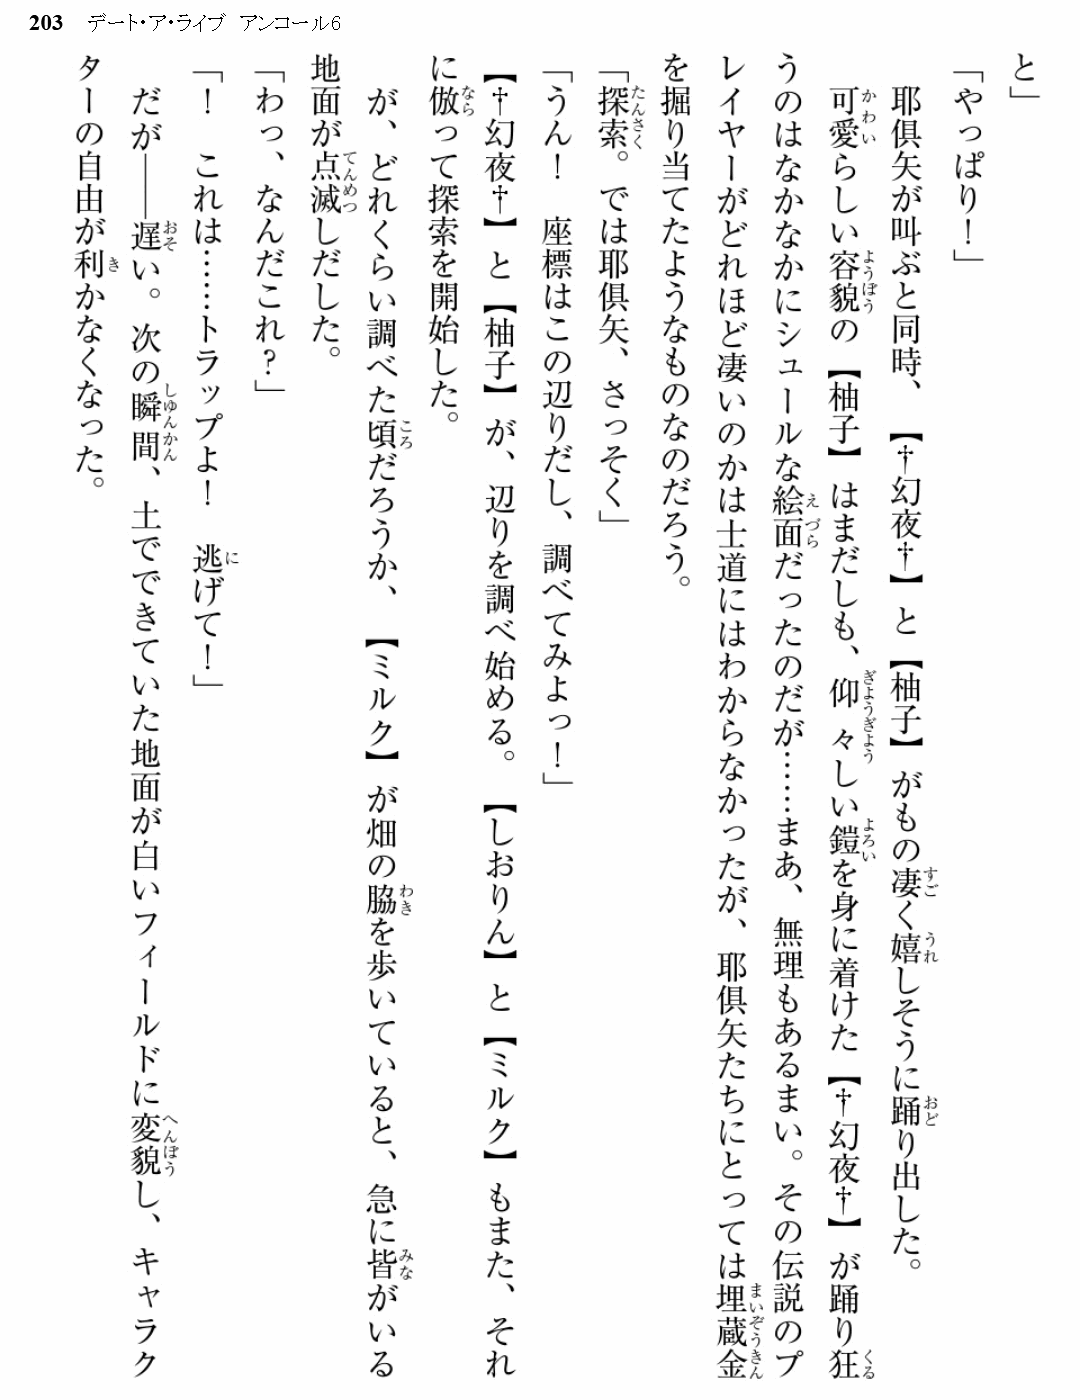 203 デート・ア・ライブ アンコール6
と」
「やっぱり！」
耶倶矢が叫ぶと同時、【†幻夜†】と【柚子】がもの凄く嬉しそうに踊り出した。
可愛らしい容貌の【柚子】はまだしも、仰々しい鎧を身に着けた【†幻夜†】が踊り狂
うのはなかなかにシュールな絵面だったのだが……まあ、無理もあるまい。その伝説のプ
レイヤーがどれほど凄いのかは士道にはわからなかったが、耶倶矢たちにとっては埋蔵金
を掘り当てたようなものなのだろう。
「探索。では耶倶矢、さっそく」
「うん！　座標はこの辺りだし、調べてみよっ！」
【†幻夜†】と【柚子】が、辺りを調べ始める。【しおりん】と【ミルク】もまた、それ
に倣って探索を開始した。
が、どれくらい調べた頃だろうか、【ミルク】が畑の脇を歩いていると、急に皆がいる
地面が点滅しだした。
「わっ、なんだこれ？」
「！　これは……トラップよ！　逃げて！」
だが――遅い。次の瞬間、土でできていた地面が白いフィールドに変貌し、キャラク
ターの自由が利かなくなった。